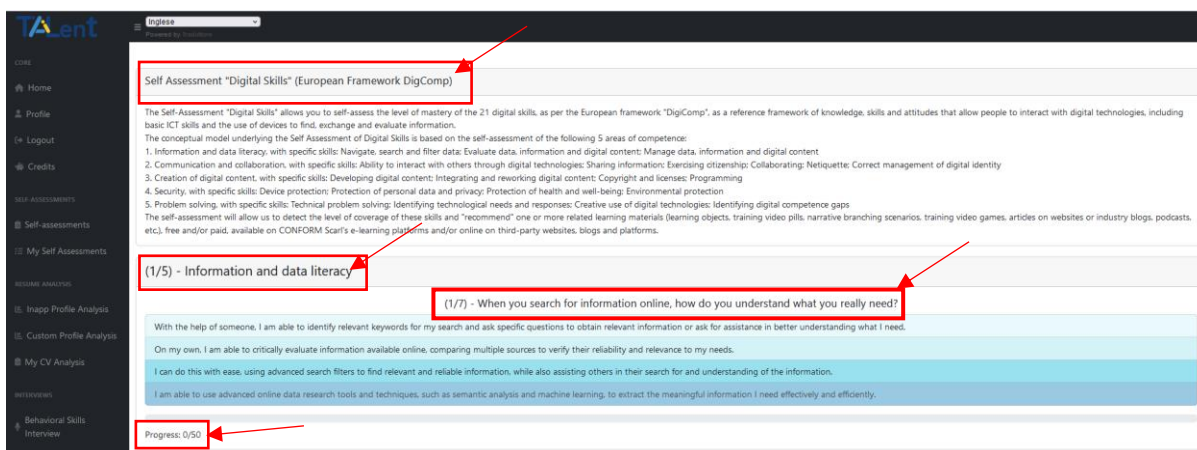 TALent
Inglese
Powered by Traduttore
CORE
Home
Profile
Logout
Credits
SELF-ASSESSMENTS
Self-assessments
My Self Assessments
RESUME ANALYSIS
Inapp Profile Analysis
Custom Profile Analysis
My CV Analysis
INTERVIEWS
Behavioral Skills
Interview
Self Assessment "Digital Skills" (European Framework DigComp)
The Self-Assessment "Digital Skills" allows you to self-assess the level of mastery of the 21 digital skills, as per the European framework "DigiComp", as a reference framework of knowledge, skills and attitudes that allow people to interact with digital technologies, including
basic ICT skills and the use of devices to find, exchange and evaluate information.
The conceptual model underlying the Self Assessment of Digital Skills is based on the self-assessment of the following 5 areas of competence:
1. Information and data literacy, with specific skills: Navigate, search and filter data: Evaluate data, information and digital content; Manage data, information and digital content
2. Communication and collaboration, with specific skills: Ability to interact with others through digital technologies; Sharing information; Exercising citizenship; Collaborating; Netiquette; Correct management of digital identity
3. Creation of digital content, with specific skills: Developing digital content; Integrating and reworking digital content; Copyright and licenses; Programming
4. Security, with specific skills: Device protection; Protection of personal data and privacy; Protection of health and well-being; Environmental protection
5. Problem solving, with specific skills: Technical problem solving; Identifying technological needs and responses; Creative use of digital technologies; Identifying digital competence gaps
The self-assessment will allow us to detect the level of coverage of these skills and "recommend" one or more related learning materials (learning objects, training video pills, narrative branching scenarios, training video games, articles on websites or industry blogs, podcasts,
etc.), free and/or paid, available on CONFORM Scarl's e-learning platforms and/or online on third-party websites, blogs and platforms.
(1/5) - Information and data literacy
(1/7) - When you search for information online, how do you understand what you really need?
With the help of someone, I am able to identify relevant keywords for my search and ask specific questions to obtain relevant information or ask for assistance in better understanding what I need.
On my own, I am able to critically evaluate information available online, comparing multiple sources to verify their reliability and relevance to my needs.
I can do this with ease, using advanced search filters to find relevant and reliable information, while also assisting others in their search for and understanding of the information.
I am able to use advanced online data research tools and techniques, such as semantic analysis and machine learning, to extract the meaningful information I need effectively and efficiently.
Progress: 0/50